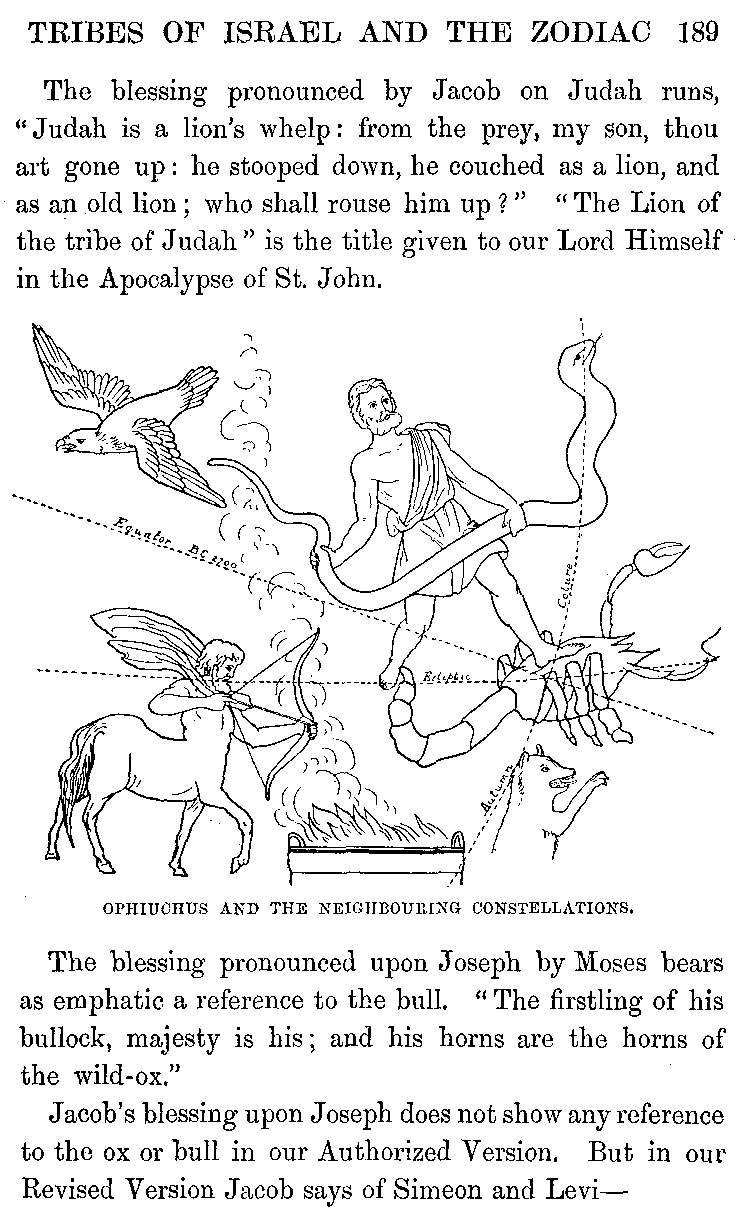 TRIBES OF ISRAEL AND THE ZODIAC 189
The blessing pronounced by Jacob on Judah runs,
“Judah is a lion's whelp: from the prey, my son, thou
art gone up: he stooped down, he couched as a lion, and
as an old lion; who shall rouse him up?” “The Lion of
the tribe of Judah” is the title given to our Lord Himself
in the Apocalypse of St. John.
Equator B.C 2700
Colure
Ecliptic
Autumn
OPHIUCHUS AND THE NEIGHBOURING CONSTELLATIONS.
The blessing pronounced upon Joseph by Moses bears
as emphatic a reference to the bull. “The firstling of his
bullock, majesty is his; and his horns are the horns of
the wild-ox.”
Jacob's blessing upon Joseph does not show any reference
to the ox or bull in our Authorized Version. But in our
Revised Version Jacob says of Simeon and Levi—